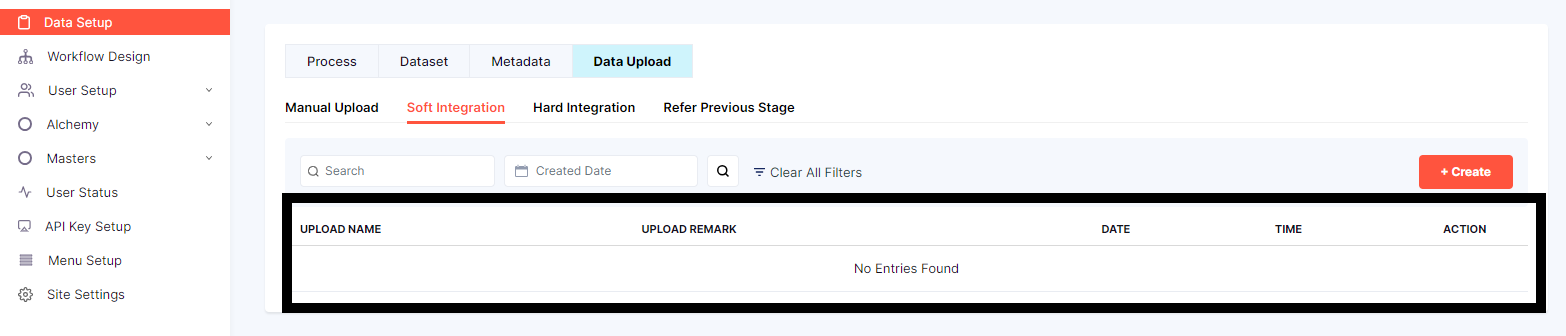 Data Setup
Workflow Design
User Setup
Alchemy
Masters
User Status
API Key Setup
Menu Setup
Site Settings
Process Dataset Metadata Data Upload
Manual Upload Soft Integration Hard Integration Refer Previous Stage
Search Created Date Clear All Filters + Create
UPLOAD NAME UPLOAD REMARK DATE TIME ACTION
No Entries Found